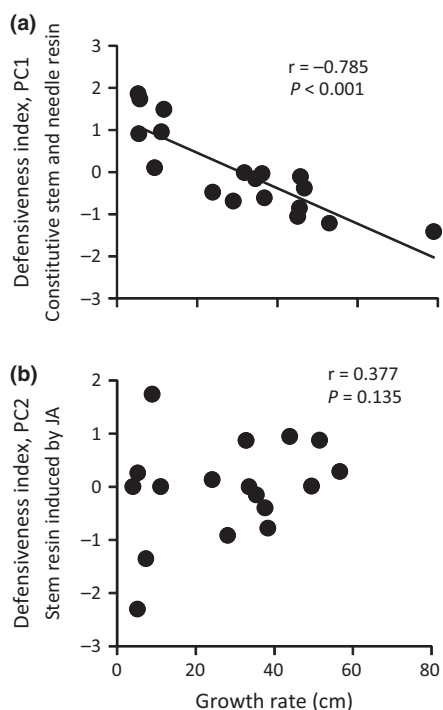 (a)
Defensiveness index, PC1
Constitutive stem and needle resin
3
2
1
0
–1
–2
–3
r = –0.785
P < 0.001
(b)
Defensiveness index, PC2
Stem resin induced by JA
2
1
0
–1
–2
–3
r = 0.377
P = 0.135
0 20 40 60 80
Growth rate (cm)